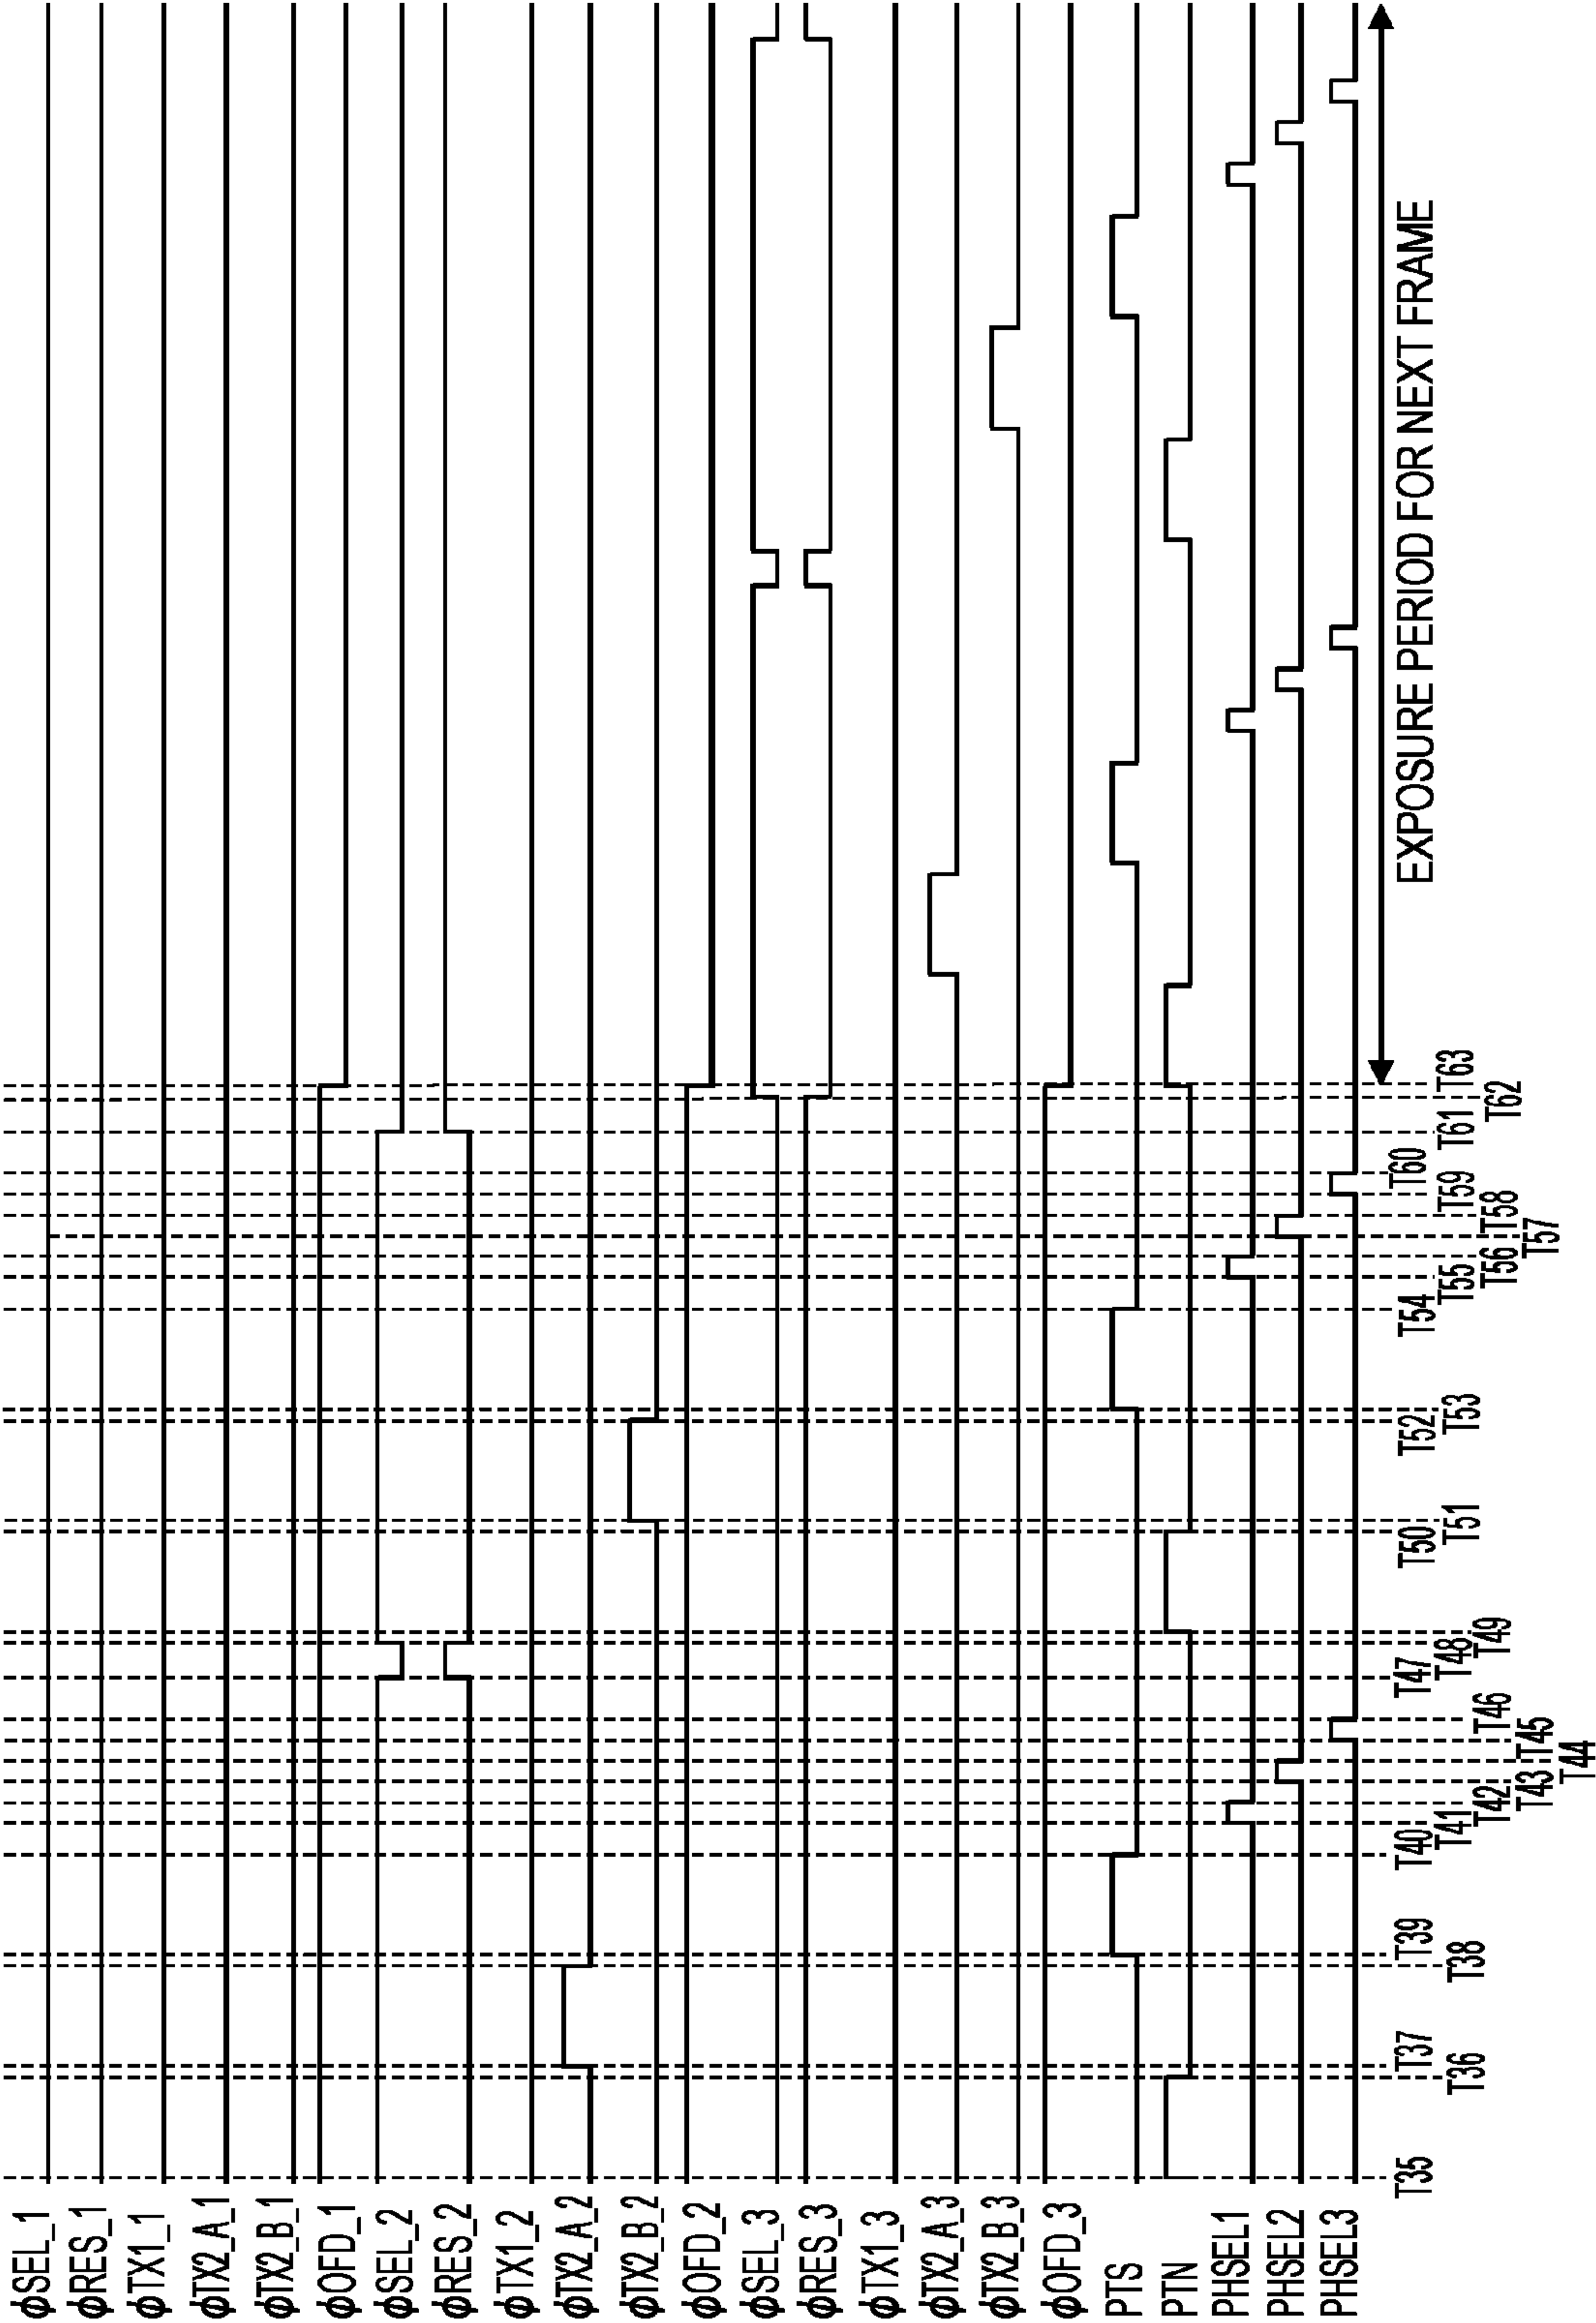 ϕSEL_1
ϕRES_1
ϕTX1_1
ϕTX2_A_1
ϕTX2_B_1
ϕOFD_1
ϕSEL_2
ϕRES_2
ϕTX1_2
ϕTX2_A_2
ϕTX2_B_2
ϕOFD_2
ϕSEL_3
ϕRES_3
ϕTX1_3
ϕTX2_A_3
ϕTX2_B_3
ϕOFD_3
PTS
PTN
PHSEL1
PHSEL2
PHSEL3
T35
T36
T37
T38
T39
T40
T41
T42
T43
T44
T45
T46
T47
T48
T49
T50
T51
T52
T53
T54
T55
T56
T57
T58
T59
T60
T61
T62
T63
EXPOSURE PERIOD FOR NEXT FRAME